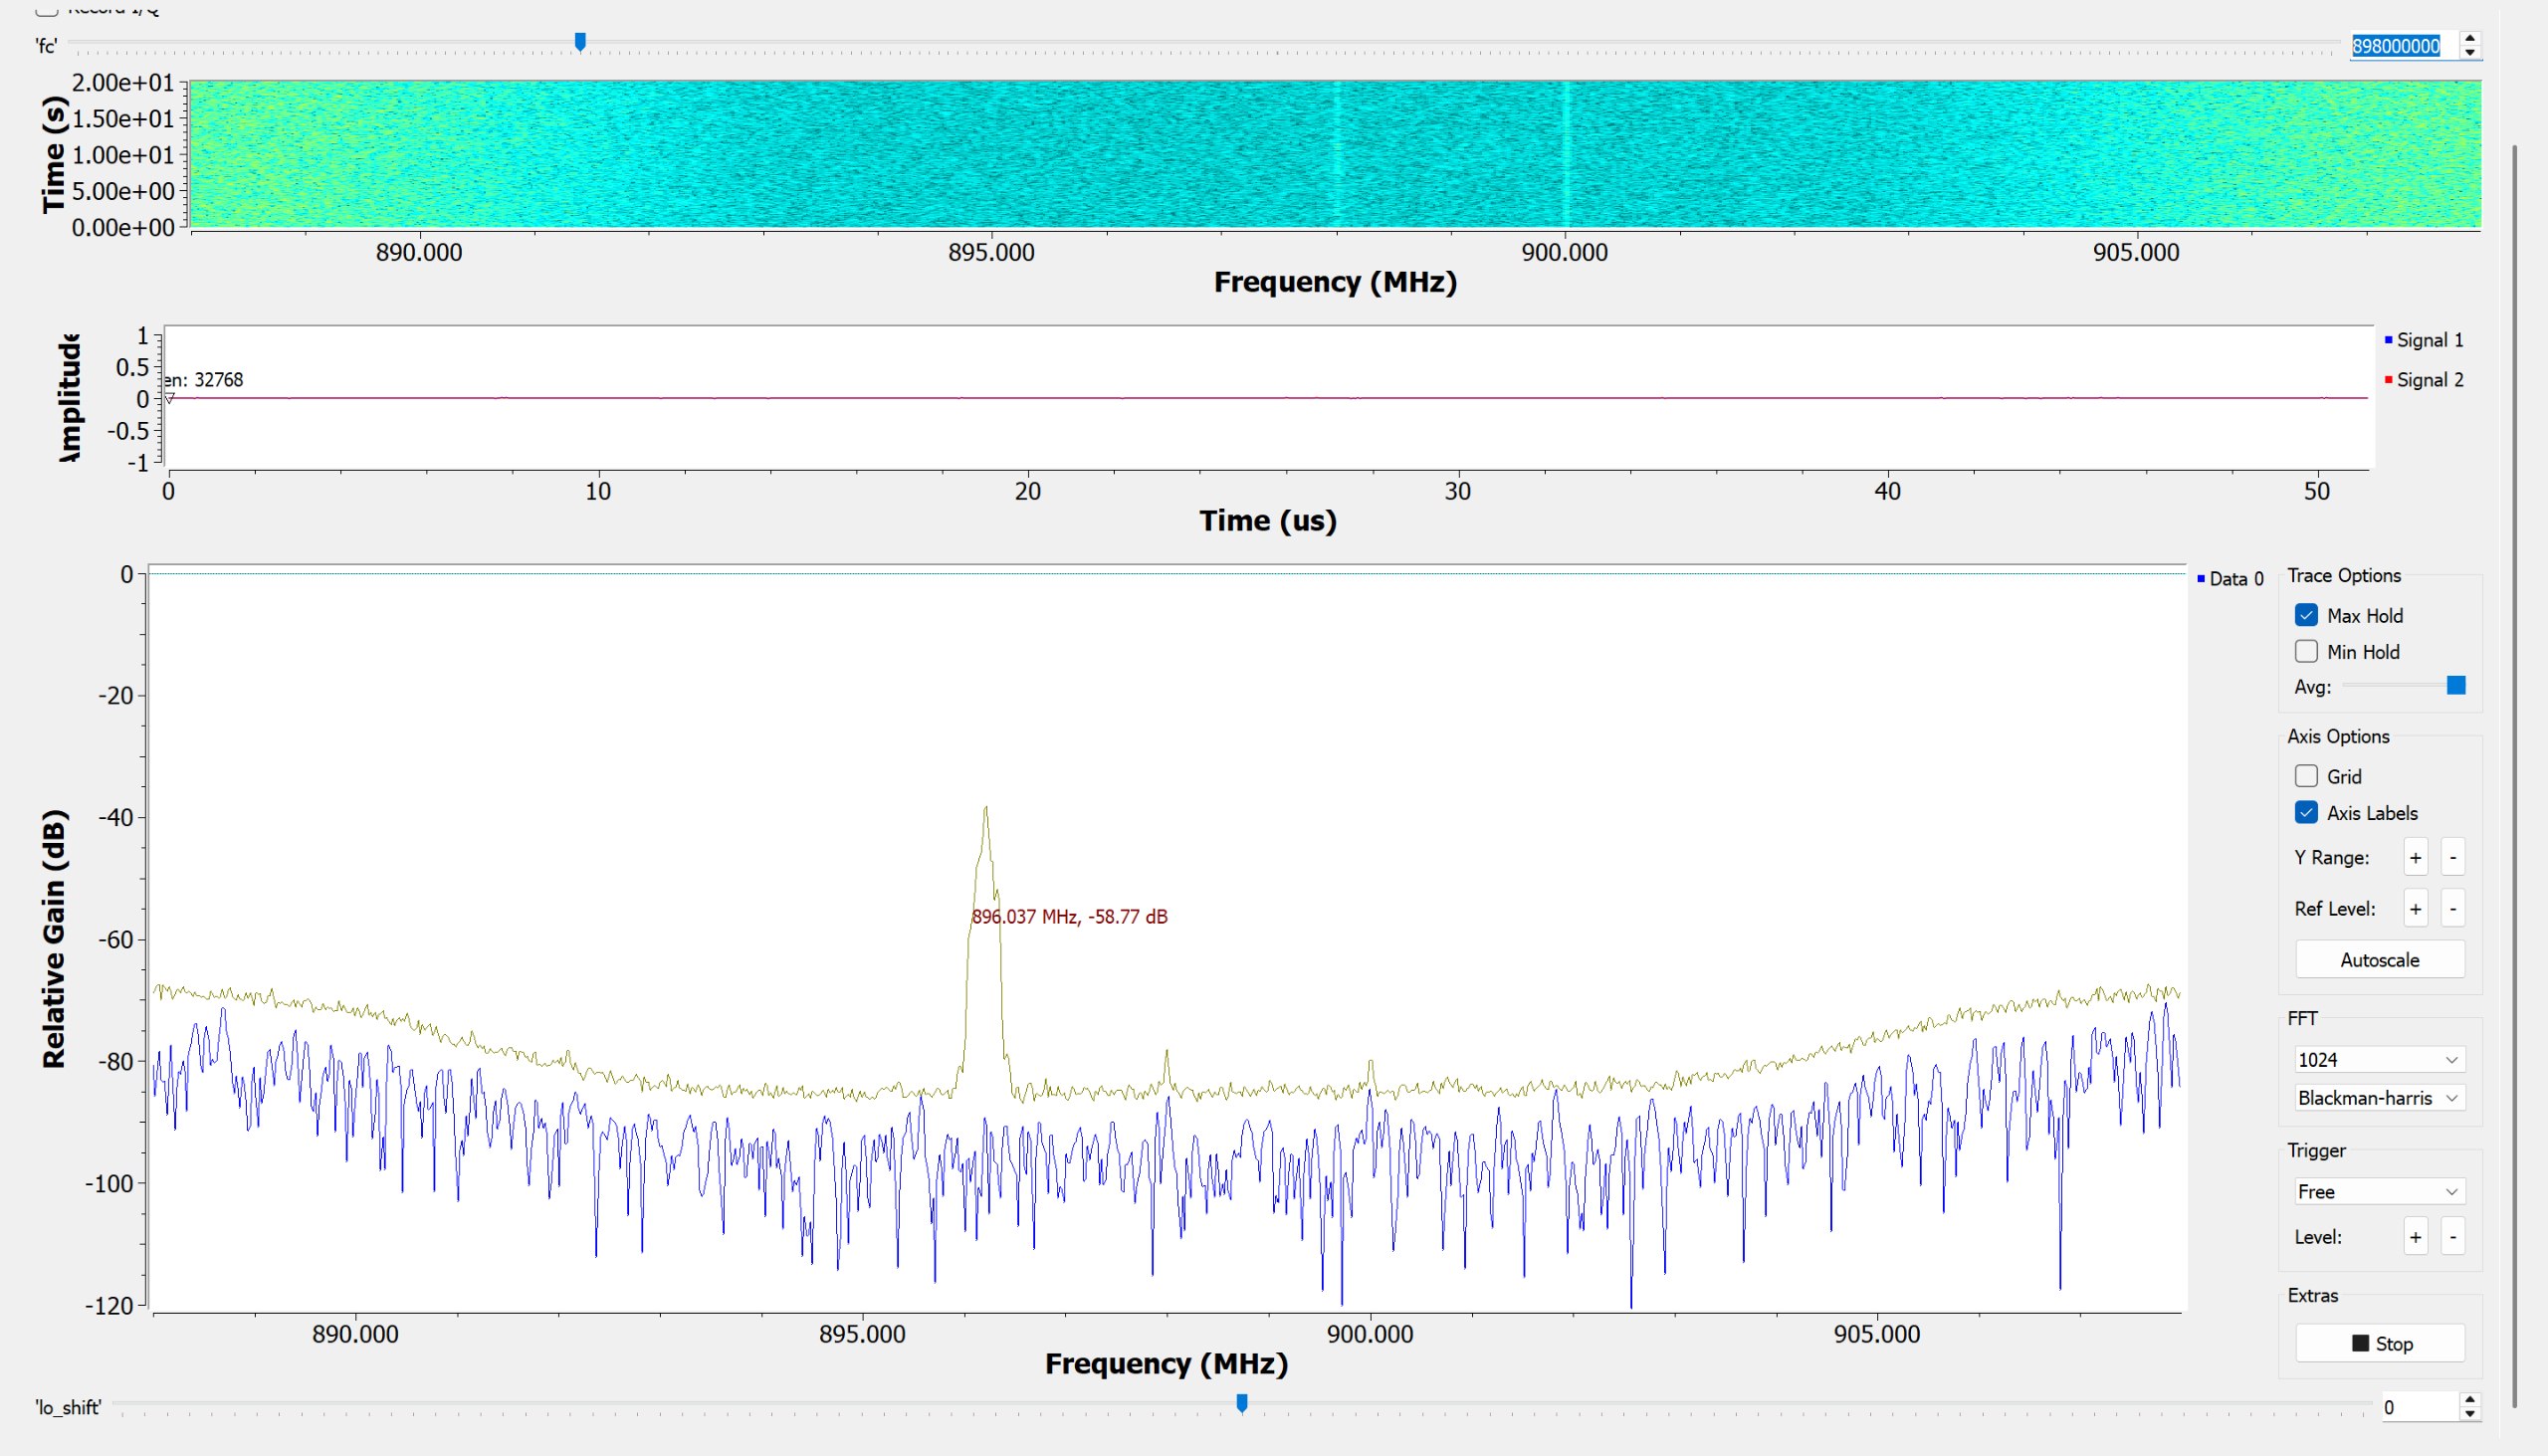 Record I/Q
'fc'
898000000
Time (s)
2.00e+01
1.50e+01
1.00e+01
5.00e+00
0.00e+00
890.000 895.000 900.000 905.000
Frequency (MHz)
Amplitude
1
0.5
0
-0.5
-1
en: 32768
Signal 1
Signal 2
0 10 20 30 40 50
Time (us)
Relative Gain (dB)
0
-20
-40
-60
-80
-100
-120
896.037 MHz, -58.77 dB
Data 0
890.000 895.000 900.000 905.000
Frequency (MHz)
Trace Options
Max Hold
Min Hold
Avg:
Axis Options
Grid
Axis Labels
Y Range: + -
Ref Level: + -
Autoscale
FFT
1024
Blackman-harris
Trigger
Free
Level: + -
Extras
Stop
'lo_shift'
0